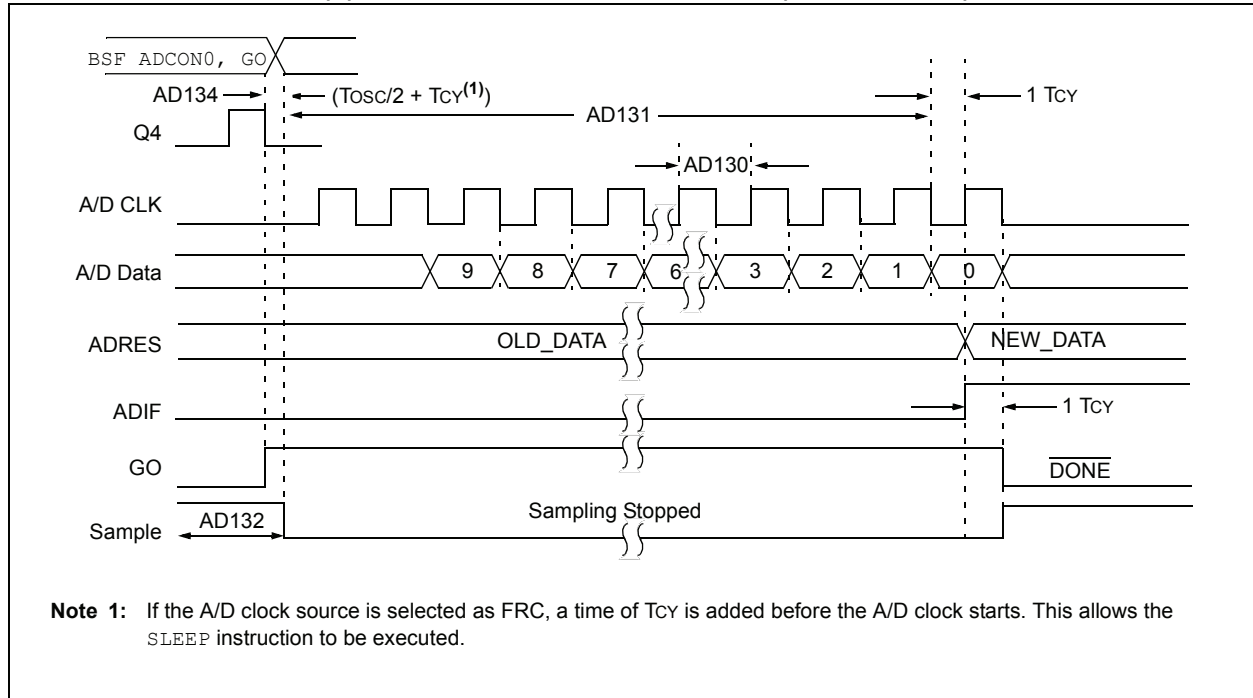 BSF ADCON0, GO
AD134
(TOSC/2 + TCY(1))
1 TCY
AD131
Q4
AD130
A/D CLK
A/D Data
9 8 7 6 3 2 1 0
ADRES
OLD_DATA
NEW_DATA
ADIF
1 TCY
GO
DONE
Sample
AD132
Sampling Stopped
Note 1: If the A/D clock source is selected as FRC, a time of TCY is added before the A/D clock starts. This allows the
SLEEP instruction to be executed.